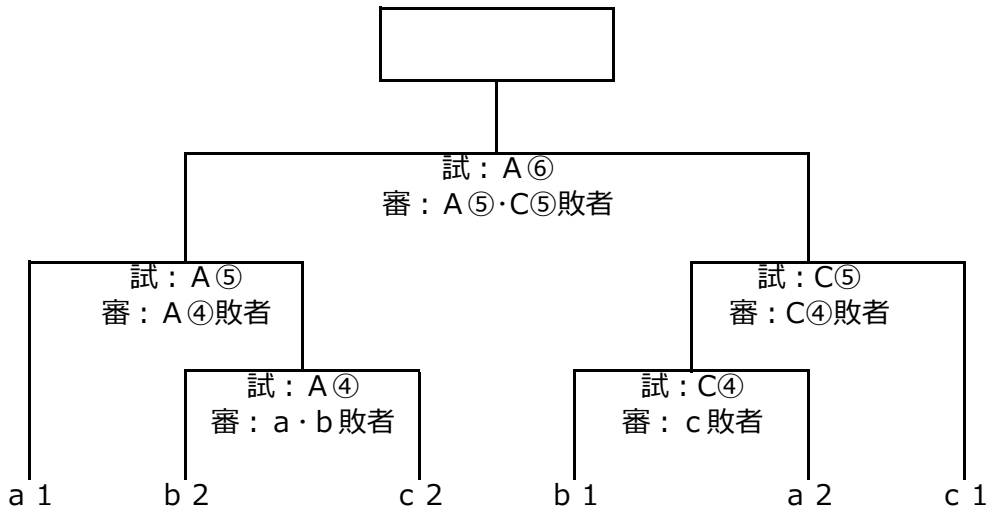 試：A⑥
審：A⑤･C⑤敗者
試：A⑤
審：A④敗者
試：C⑤
審：C④敗者
試：A④
審：a･b敗者
試：C④
審：c敗者
a 1
b 2
c 2
b 1
a 2
c 1